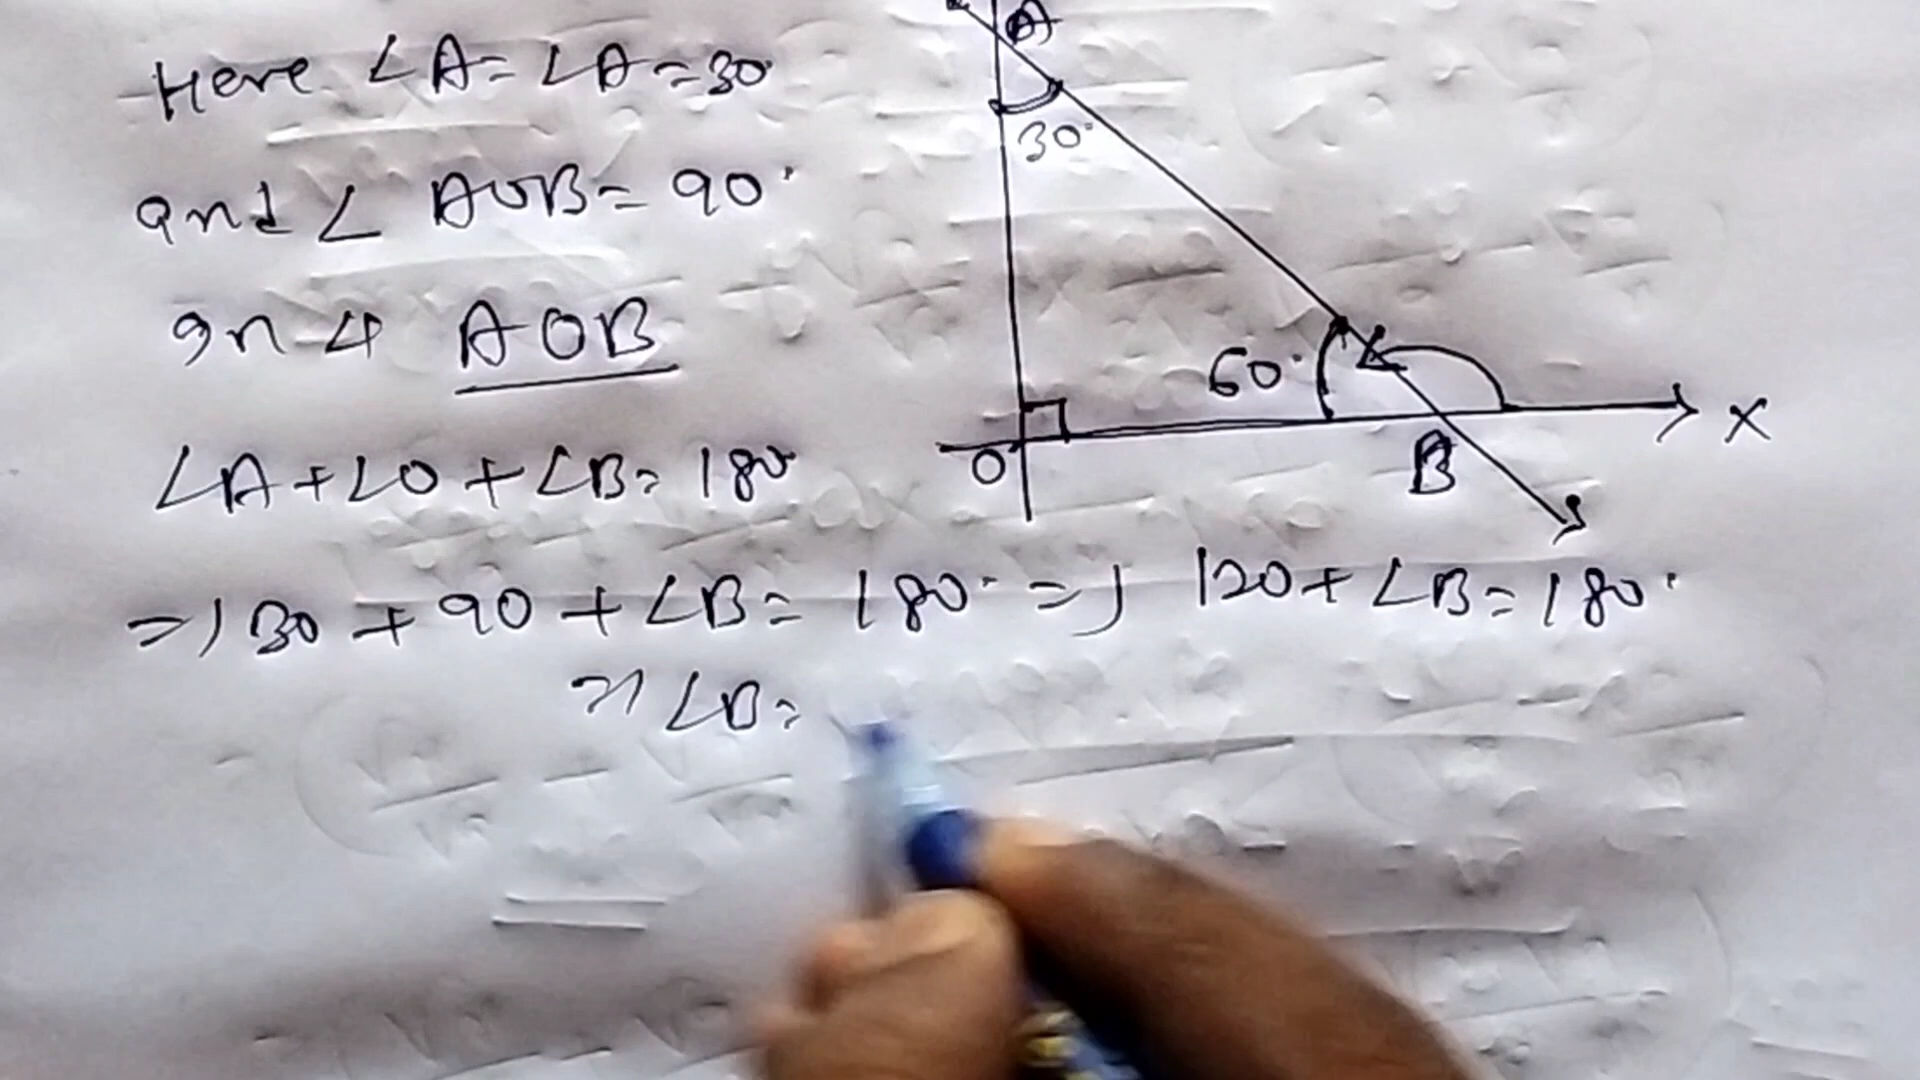 Here ∠A = ∠A = 30°
and ∠ AOB = 90°
In △ AOB
∠A + ∠O + ∠B = 180°
=> 30 + 90 + ∠B = 180° => 120 + ∠B = 180°
=> ∠B =
A
30°
60°
O
B
X